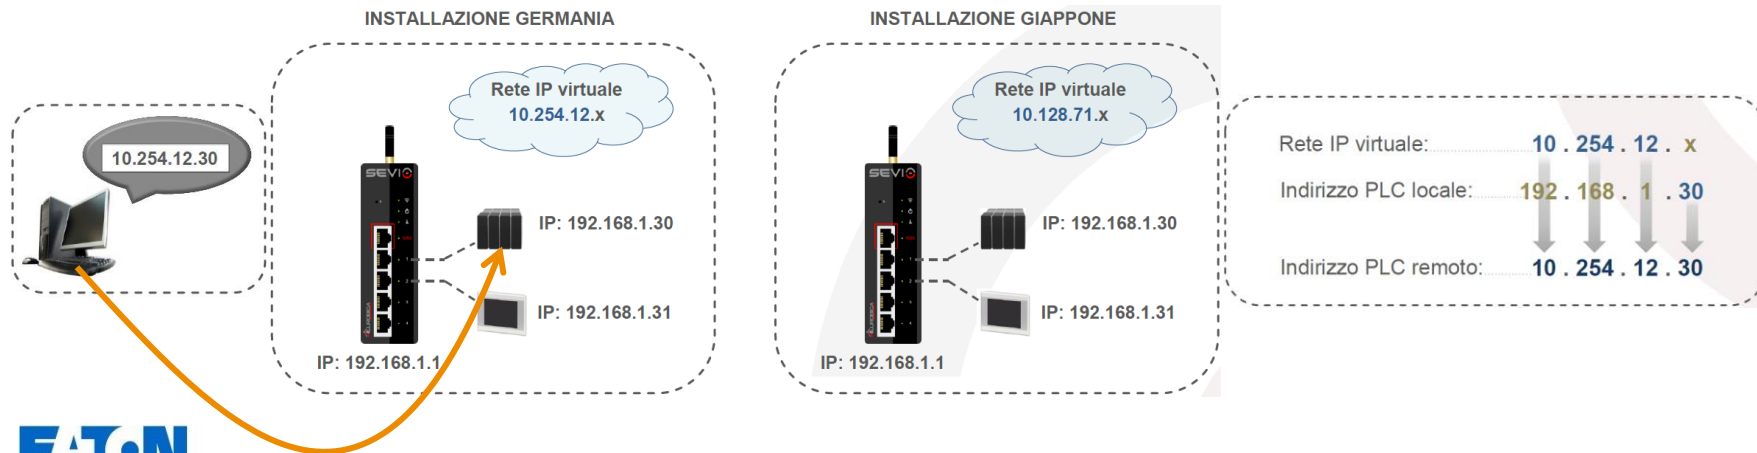 INSTALLAZIONE GERMANIA
INSTALLAZIONE GIAPPONE
Rete IP virtuale
10.254.12.x
Rete IP virtuale
10.128.71.x
10.254.12.30
SEVIO
SEVIO
IP: 192.168.1.30
IP: 192.168.1.30
IP: 192.168.1.31
IP: 192.168.1.31
IP: 192.168.1.1
IP: 192.168.1.1
Rete IP virtuale: 10 . 254 . 12 . x
Indirizzo PLC locale: 192 . 168 . 1 . 30
Indirizzo PLC remoto: 10 . 254 . 12 . 30
EATON